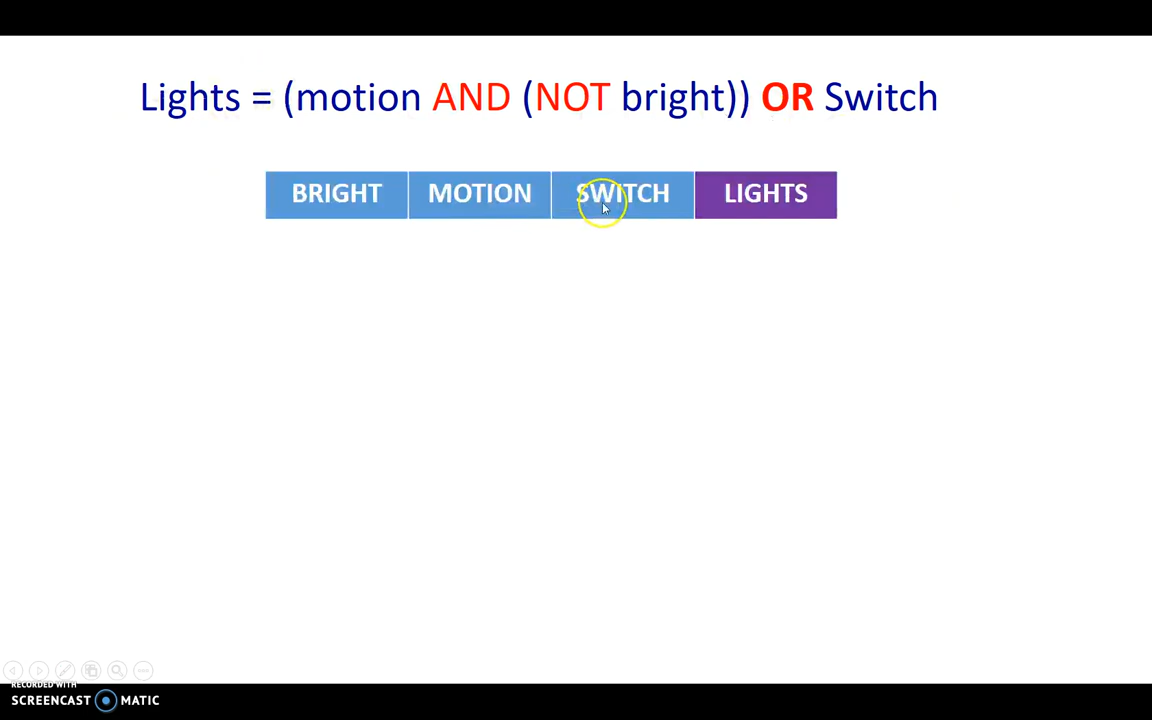 Lights = (motion AND (NOT bright)) OR Switch
BRIGHT MOTION SWITCH LIGHTS
RECORDED WITH
SCREENCAST MATIC